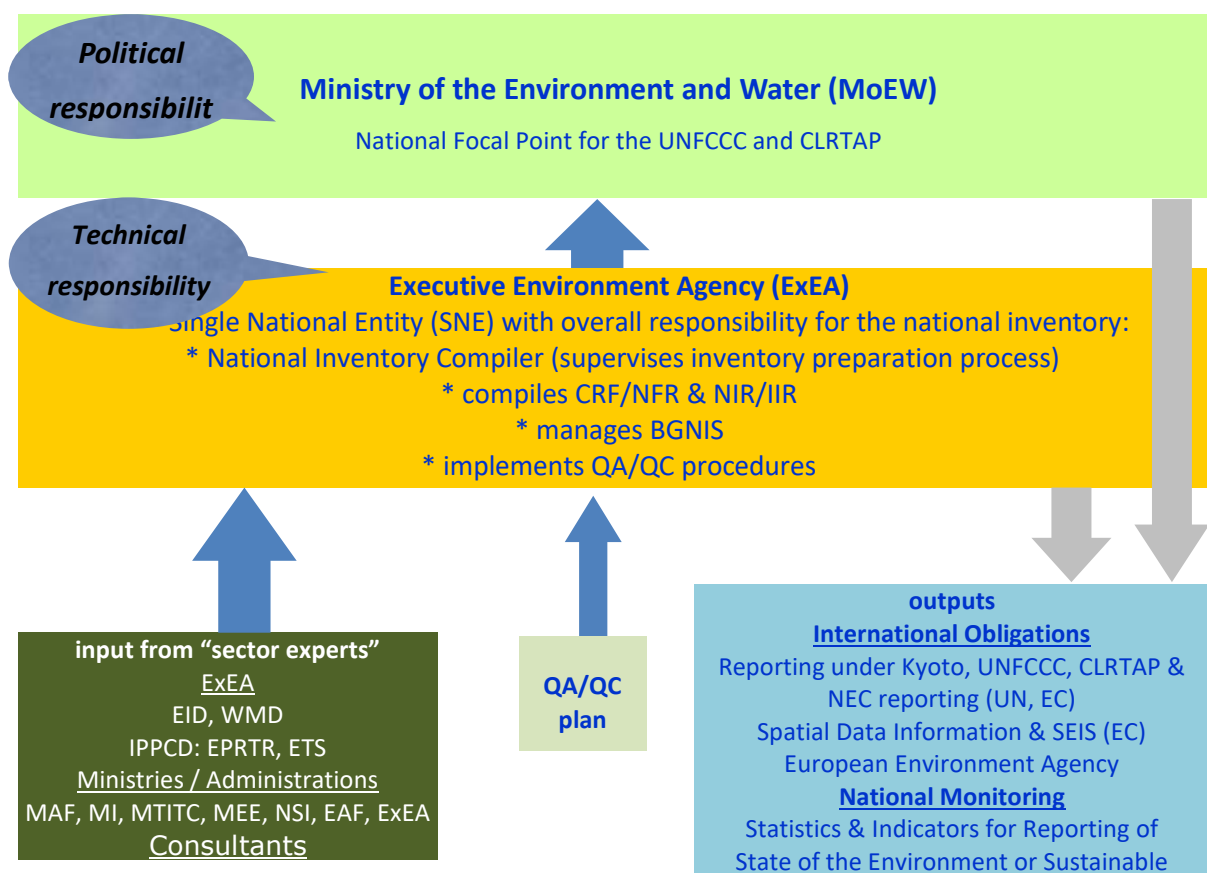 Political
responsibilit
Ministry of the Environment and Water (MoEW)
National Focal Point for the UNFCCC and CLRTAP
Technical
responsibility
Executive Environment Agency (ExEA)
Single National Entity (SNE) with overall responsibility for the national inventory:
* National Inventory Compiler (supervises inventory preparation process)
* compiles CRF/NFR & NIR/IIR
* manages BGNIS
* implements QA/QC procedures
input from “sector experts”
ExEA
EID, WMD
IPPCD: EPRTR, ETS
Ministries / Administrations
MAF, MI, MTITC, MEE, NSI, EAF, ExEA
Consultants
QA/QC
plan
outputs
International Obligations
Reporting under Kyoto, UNFCCC, CLRTAP &
NEC reporting (UN, EC)
Spatial Data Information & SEIS (EC)
European Environment Agency
National Monitoring
Statistics & Indicators for Reporting of
State of the Environment or Sustainable